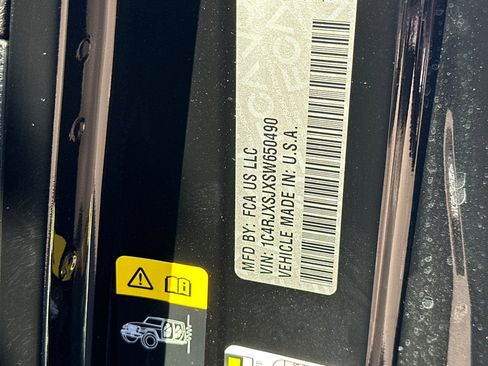 MFD BY: FCA US LLC
VIN: 1C4RJXSJXSW650490
VEHICLE MADE IN: U.S.A.